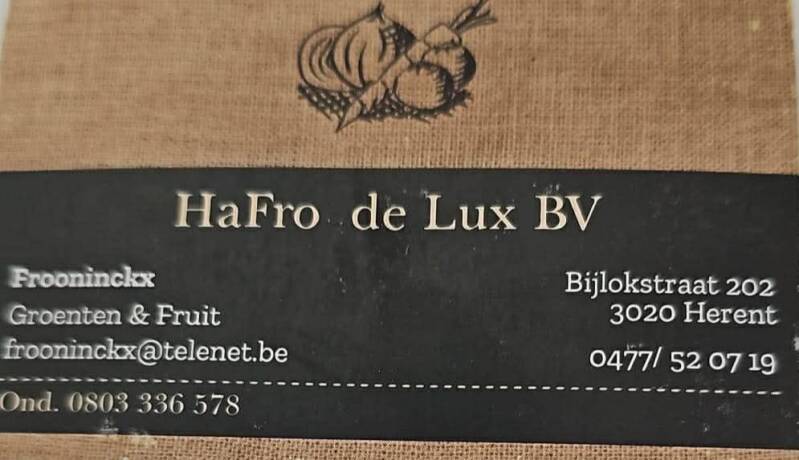 HaFro de Lux BV
Frooninckx
Groenten & Fruit
frooninckx@telenet.be
Bijlokstraat 202
3020 Herent
0477/ 52 07 19
Ond. 0803 336 578